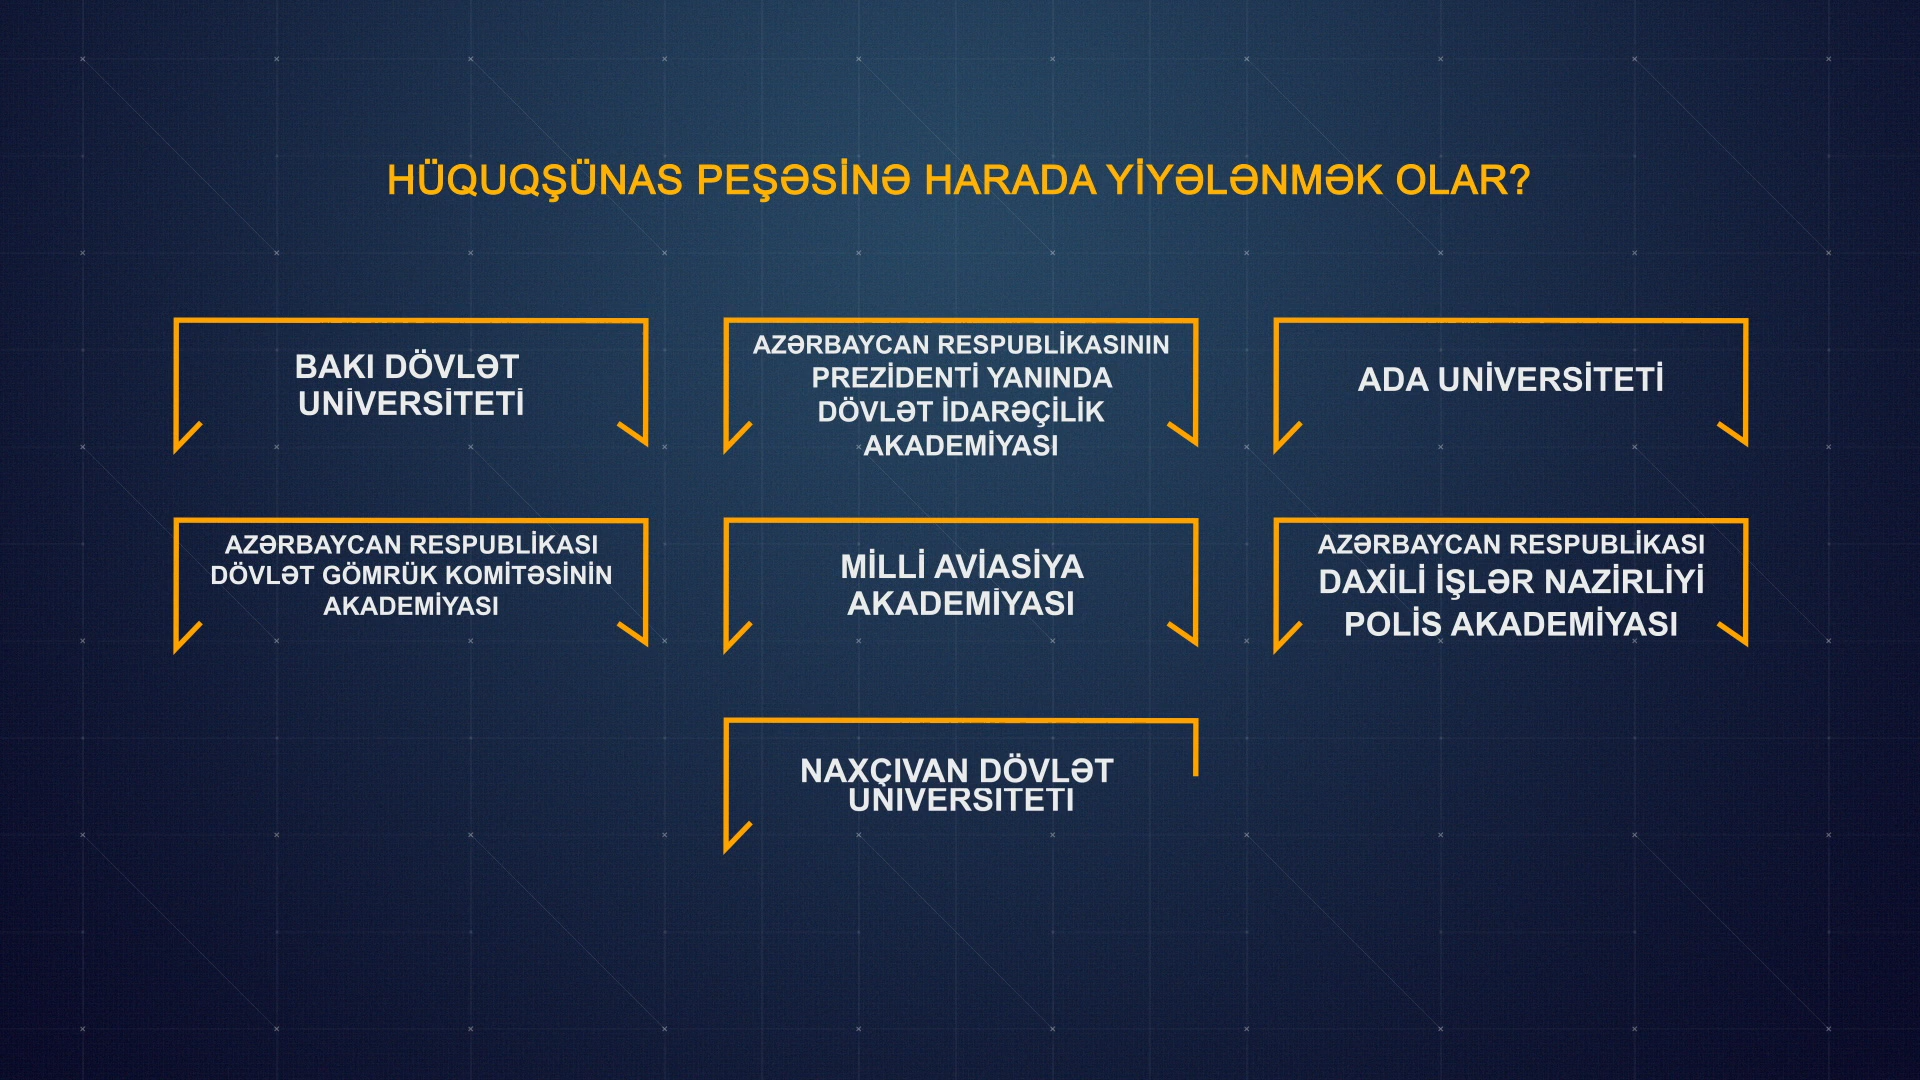 HÜQUQŞÜNAS PEŞƏSİNƏ HARADA YİYƏLƏNMƏK OLAR?
BAKI DÖVLƏT
UNİVERSİTETİ
AZƏRBAYCAN RESPUBLİKASININ
PREZİDENTİ YANINDA
DÖVLƏT İDARƏÇİLİK
AKADEMİYASI
ADA UNİVERSİTETİ
AZƏRBAYCAN RESPUBLİKASI
DÖVLƏT GÖMRÜK KOMİTƏSİNİN
AKADEMİYASI
MİLLİ AVİASİYA
AKADEMİYASI
AZƏRBAYCAN RESPUBLİKASI
DAXİLİ İŞLƏR NAZİRLİYİ
POLİS AKADEMİYASI
NAXÇIVAN DÖVLƏT
UNİVERSİTETİ